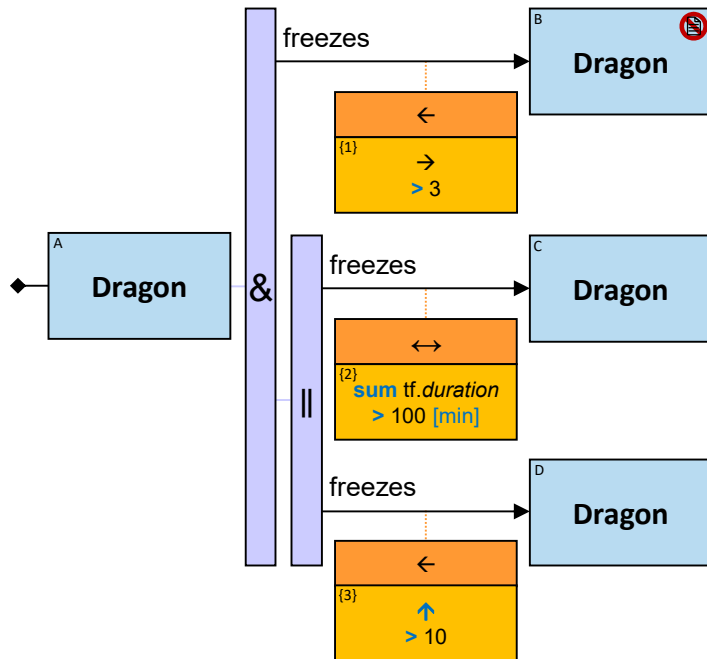 freezes
B
Dragon
←
{1}
→
> 3
A
Dragon
&
freezes
C
Dragon
↔
{2}
sum tf.duration
> 100 [min]
||
freezes
D
Dragon
←
{3}
↑
> 10